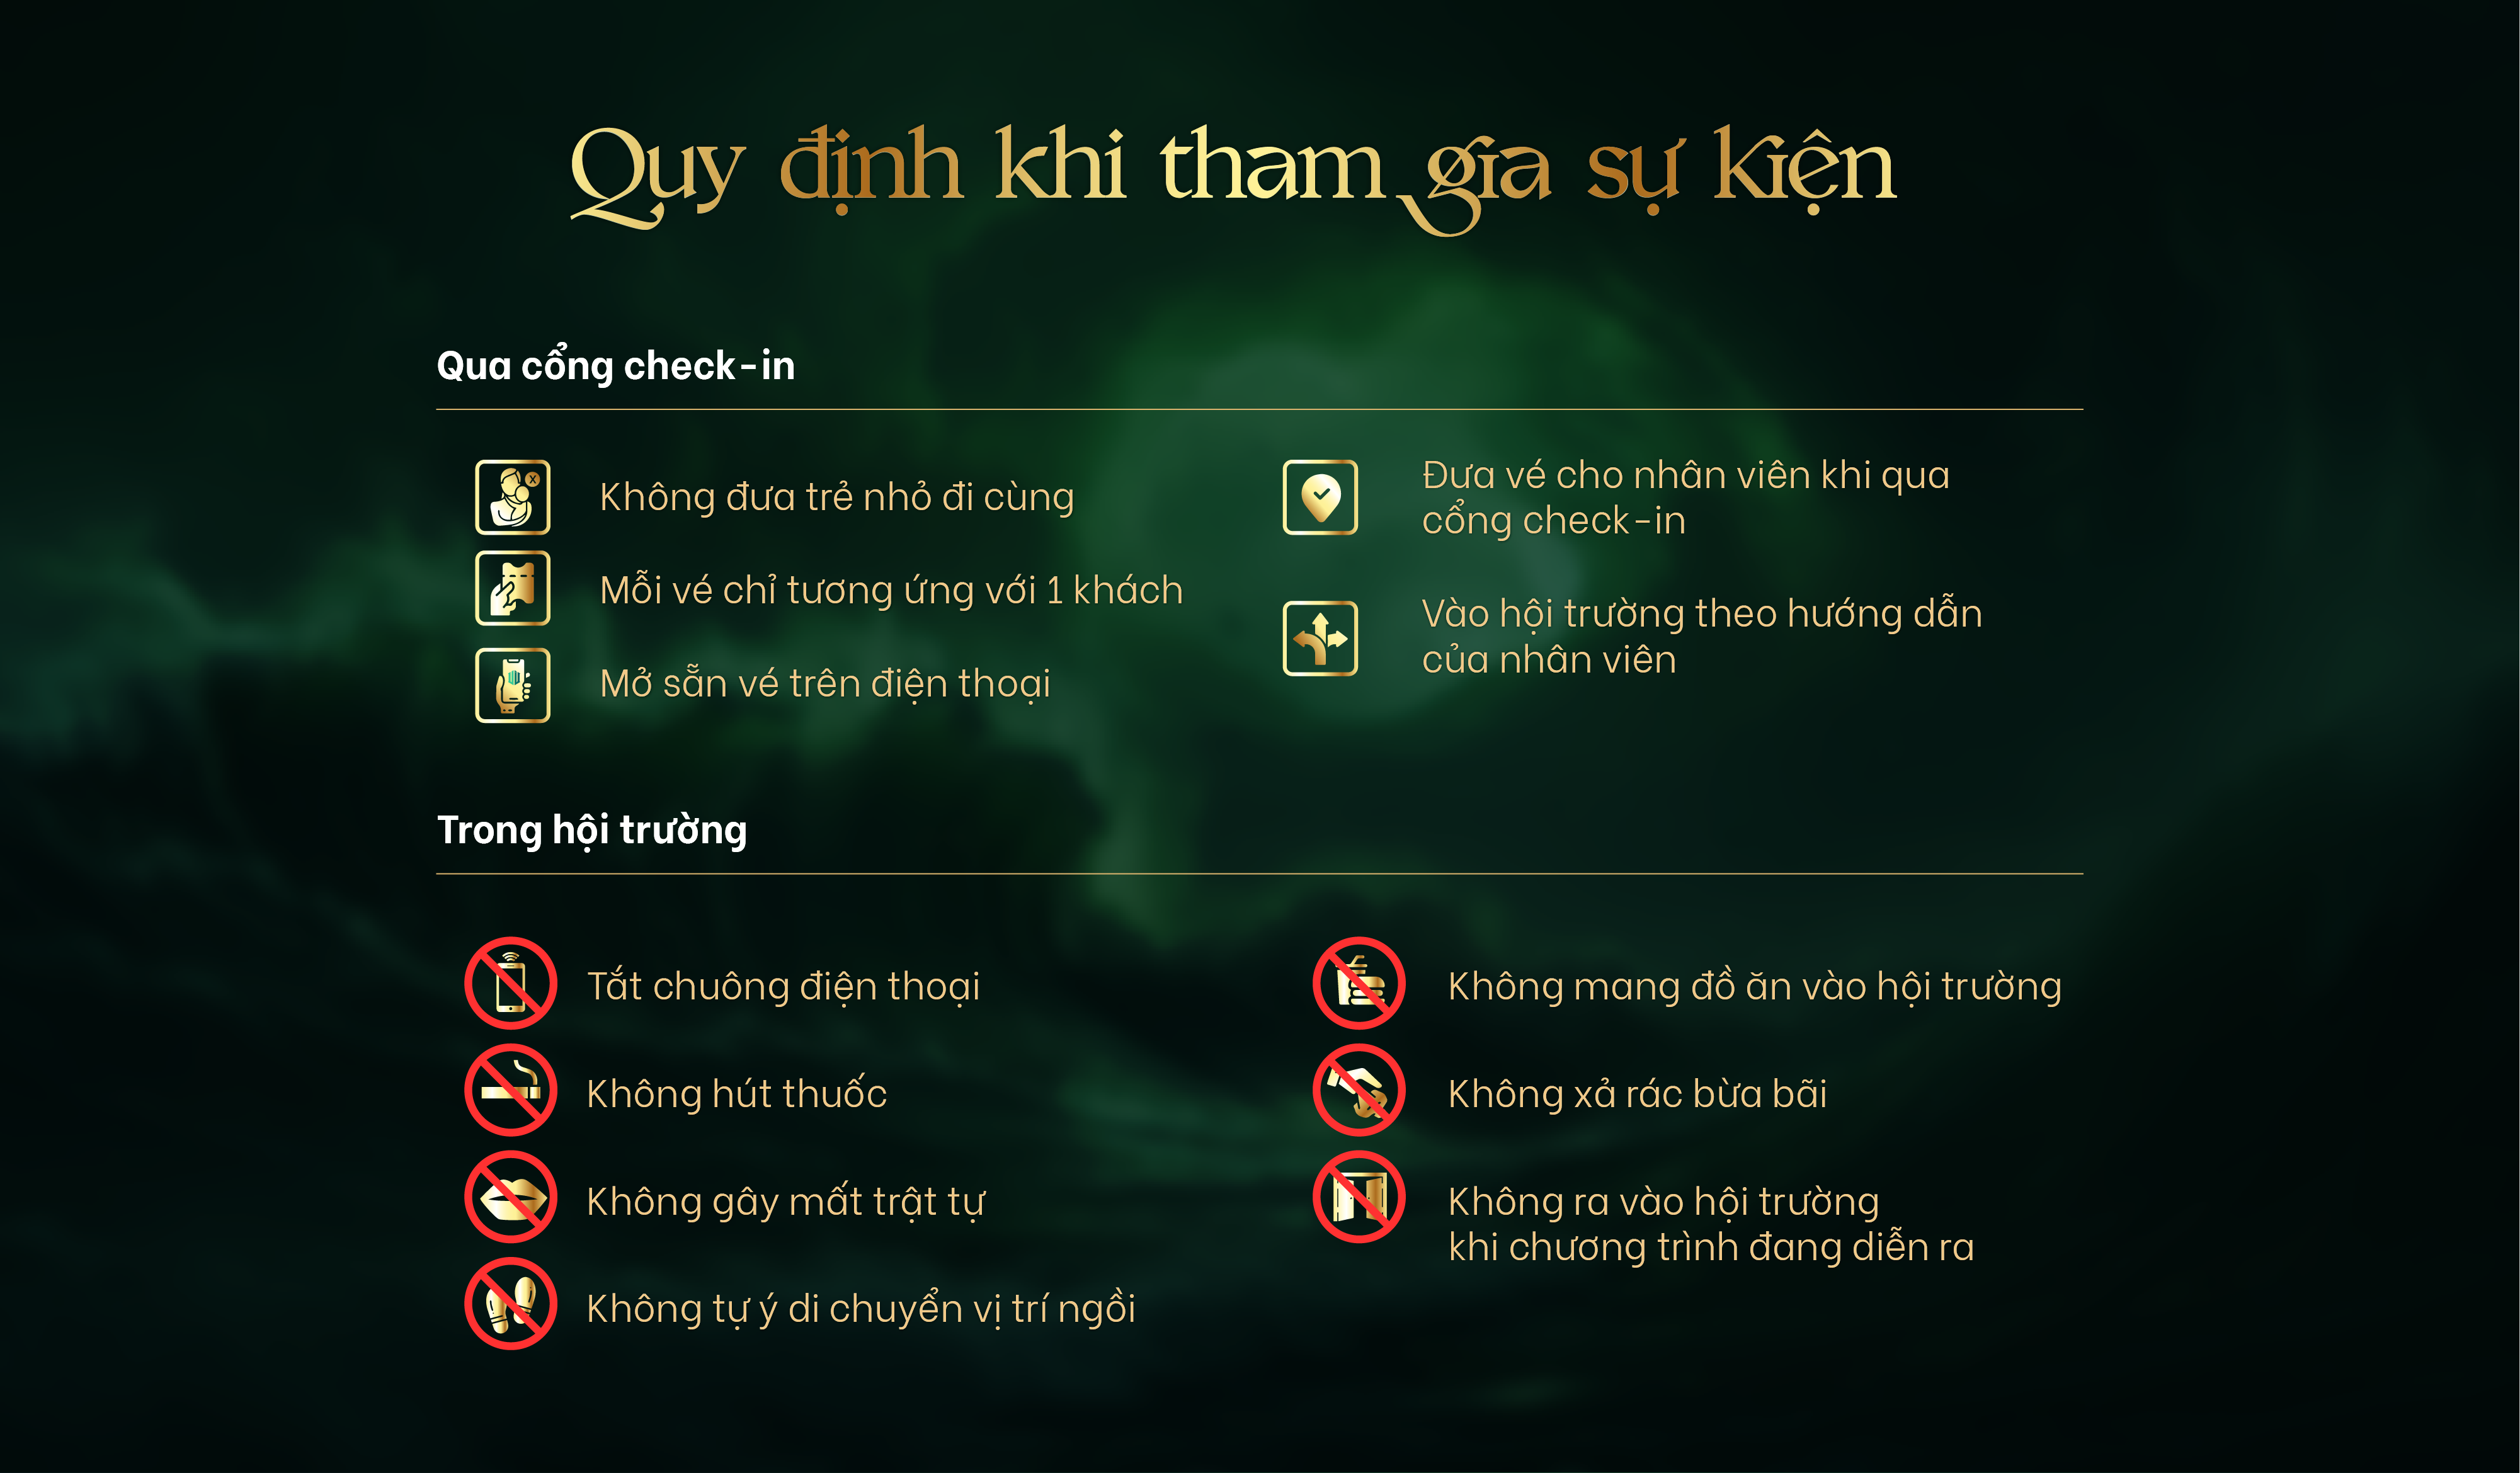 Quy định khi tham gia sự kiện
Qua cổng check-in
Không đưa trẻ nhỏ đi cùng
Mỗi vé chỉ tương ứng với 1 khách
Mở sẵn vé trên điện thoại
Đưa vé cho nhân viên khi qua
cổng check-in
Vào hội trường theo hướng dẫn
của nhân viên
Trong hội trường
Tắt chuông điện thoại
Không hút thuốc
Không gây mất trật tự
Không tự ý di chuyển vị trí ngồi
Không mang đồ ăn vào hội trường
Không xả rác bừa bãi
Không ra vào hội trường
khi chương trình đang diễn ra